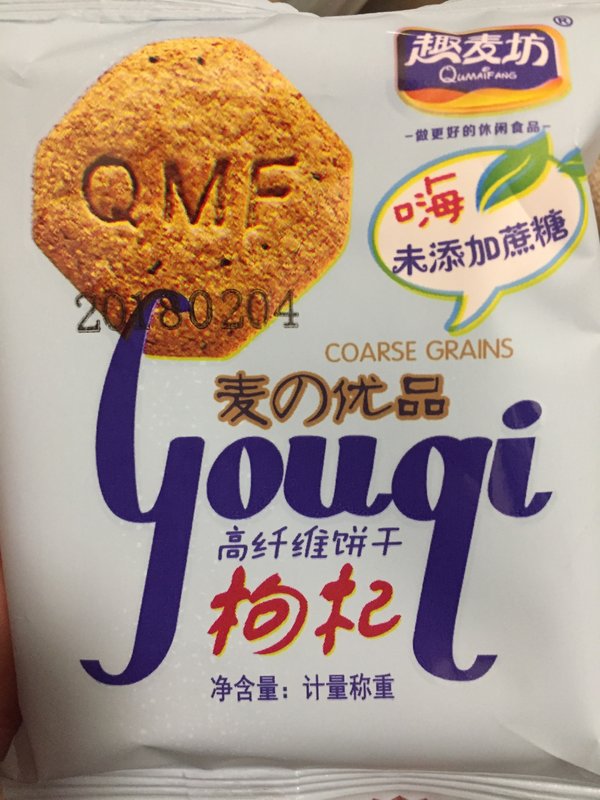 趣麦坊®
QUMAIFANG
做更好的休闲食品
嗨
未添加蔗糖
QMF
20180204
COARSE GRAINS
麦の优品
youqi
高纤维饼干
枸杞
净含量：计量称重